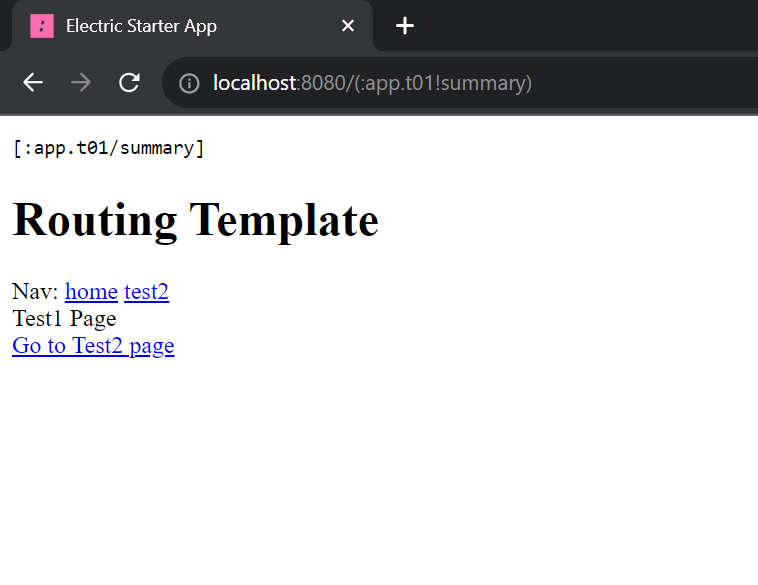 Electric Starter App
localhost:8080/(:app.t01!summary)
[:app.t01/summary]
Routing Template
Nav: home test2
Test1 Page
Go to Test2 page